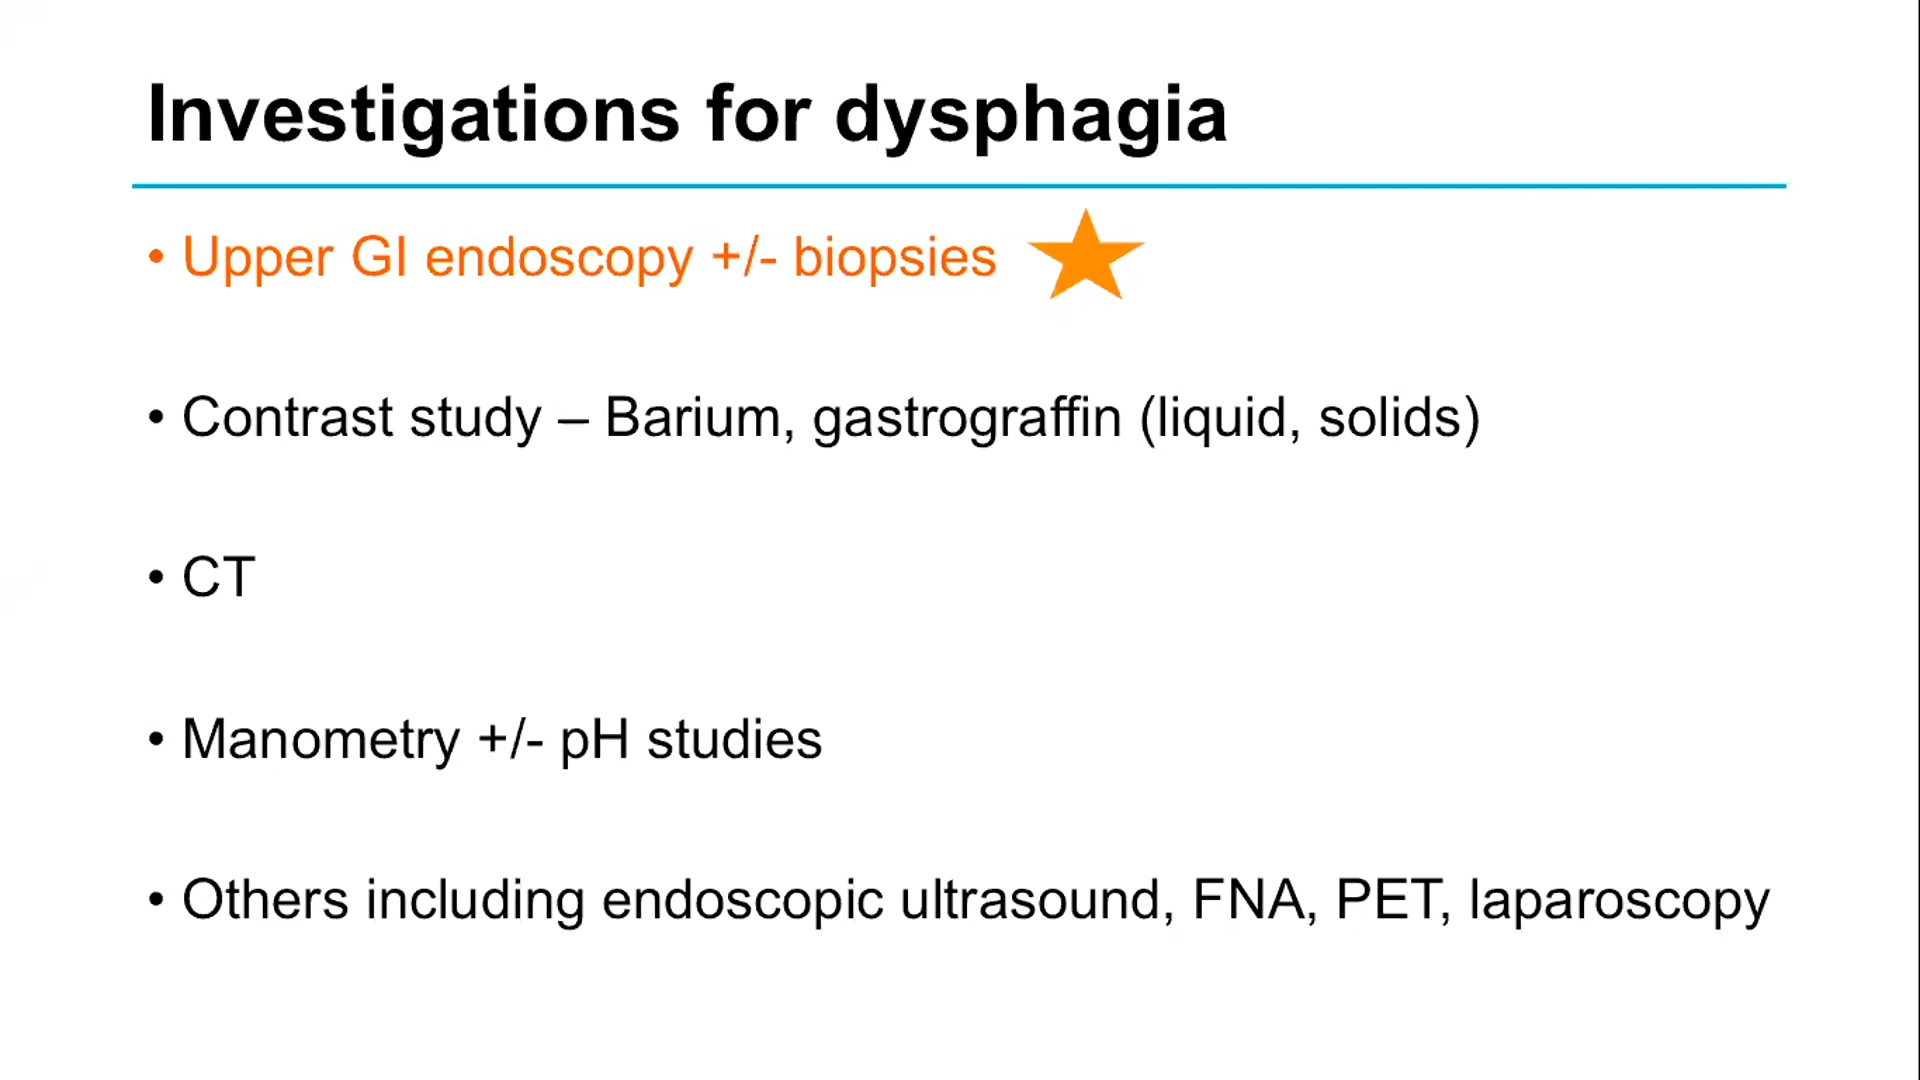 Investigations for dysphagia
• Upper GI endoscopy +/- biopsies
• Contrast study – Barium, gastrograffin (liquid, solids)
• CT
• Manometry +/- pH studies
• Others including endoscopic ultrasound, FNA, PET, laparoscopy